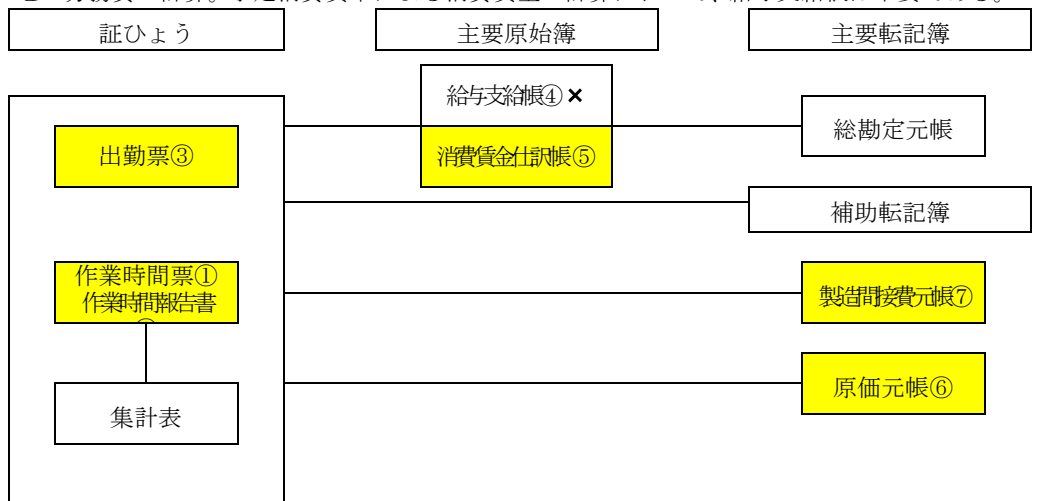 証ひょう
主要原始簿
主要転記簿
給与支給帳④ ×
総勘定元帳
出勤票③
消費賃金仕訳帳⑤
補助転記簿
作業時間票①
作業時間報告書
製造間接費元帳⑦
原価元帳⑥
集計表